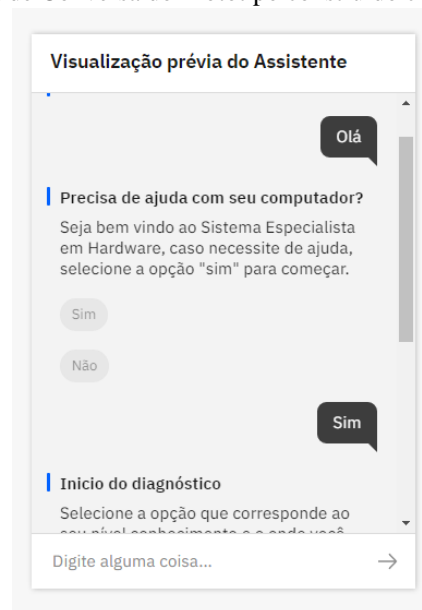 Visualização prévia do Assistente
Olá
Precisa de ajuda com seu computador?
Seja bem vindo ao Sistema Especialista
em Hardware, caso necessite de ajuda,
selecione a opção "sim" para começar.
Sim
Não
Sim
Inicio do diagnóstico
Selecione a opção que corresponde ao
Digite alguma coisa...